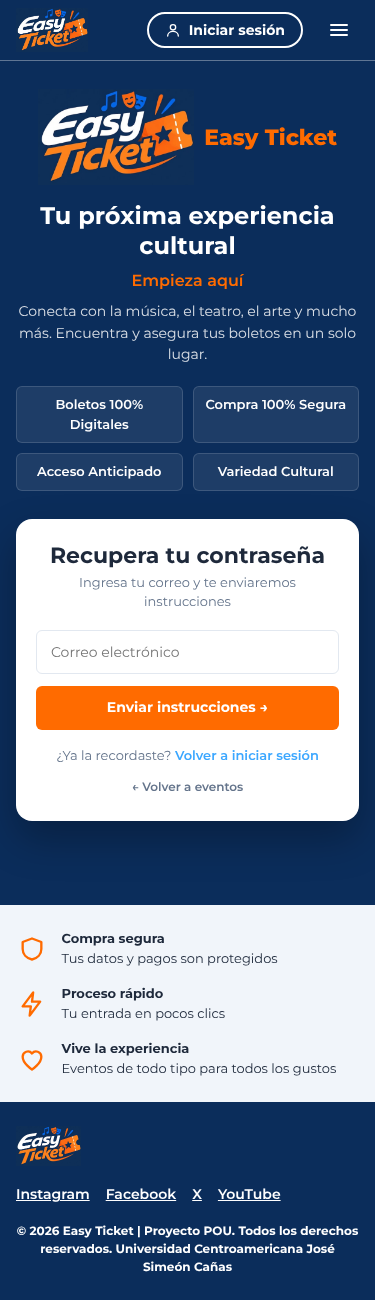 Easy
Ticket
Iniciar sesión
Easy
Ticket
Easy Ticket
Tu próxima experiencia
cultural
Empieza aquí
Conecta con la música, el teatro, el arte y mucho
más. Encuentra y asegura tus boletos en un solo
lugar.
Boletos 100%
Digitales
Compra 100% Segura
Acceso Anticipado
Variedad Cultural
Recupera tu contraseña
Ingresa tu correo y te enviaremos
instrucciones
Correo electrónico
Enviar instrucciones →
¿Ya la recordaste? Volver a iniciar sesión
← Volver a eventos
Compra segura
Tus datos y pagos son protegidos
Proceso rápido
Tu entrada en pocos clics
Vive la experiencia
Eventos de todo tipo para todos los gustos
Easy
Ticket
Instagram Facebook X YouTube
© 2026 Easy Ticket | Proyecto POU. Todos los derechos
reservados. Universidad Centroamericana José
Simeón Cañas